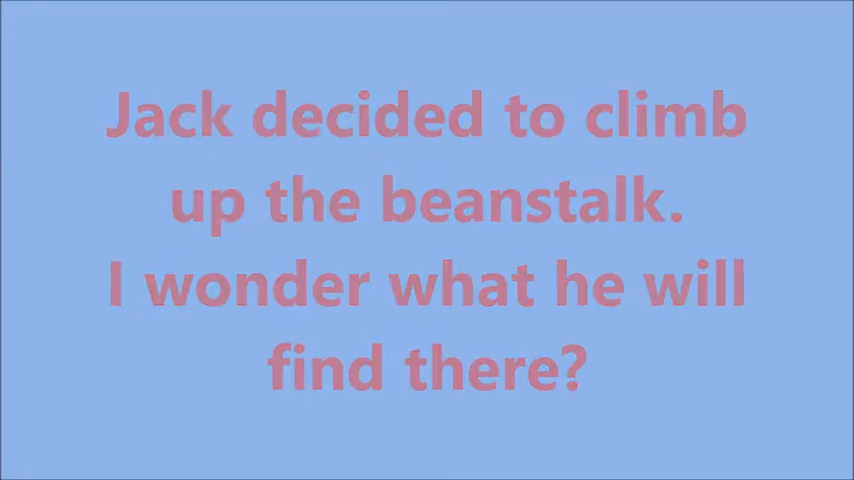 Jack decided to climb
up the beanstalk.
I wonder what he will
find there?